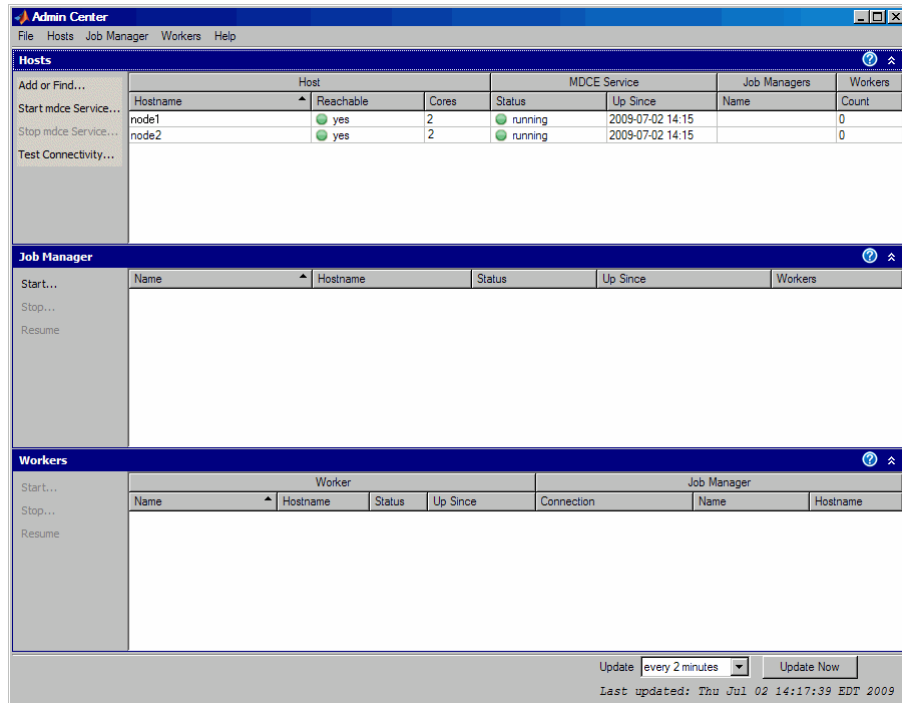 Admin Center
File Hosts Job Manager Workers Help
Hosts
Add or Find...
Start mdce Service...
Stop mdce Service...
Test Connectivity...
Host MDCE Service Job Managers Workers
Hostname Reachable Cores Status Up Since Name Count
node1 yes 2 running 2009-07-02 14:15 0
node2 yes 2 running 2009-07-02 14:15 0
Job Manager
Start...
Stop...
Resume
Name Hostname Status Up Since Workers
Workers
Start...
Stop...
Resume
Worker Job Manager
Name Hostname Status Up Since Connection Name Hostname
Update every 2 minutes Update Now
Last updated: Thu Jul 02 14:17:39 EDT 2009